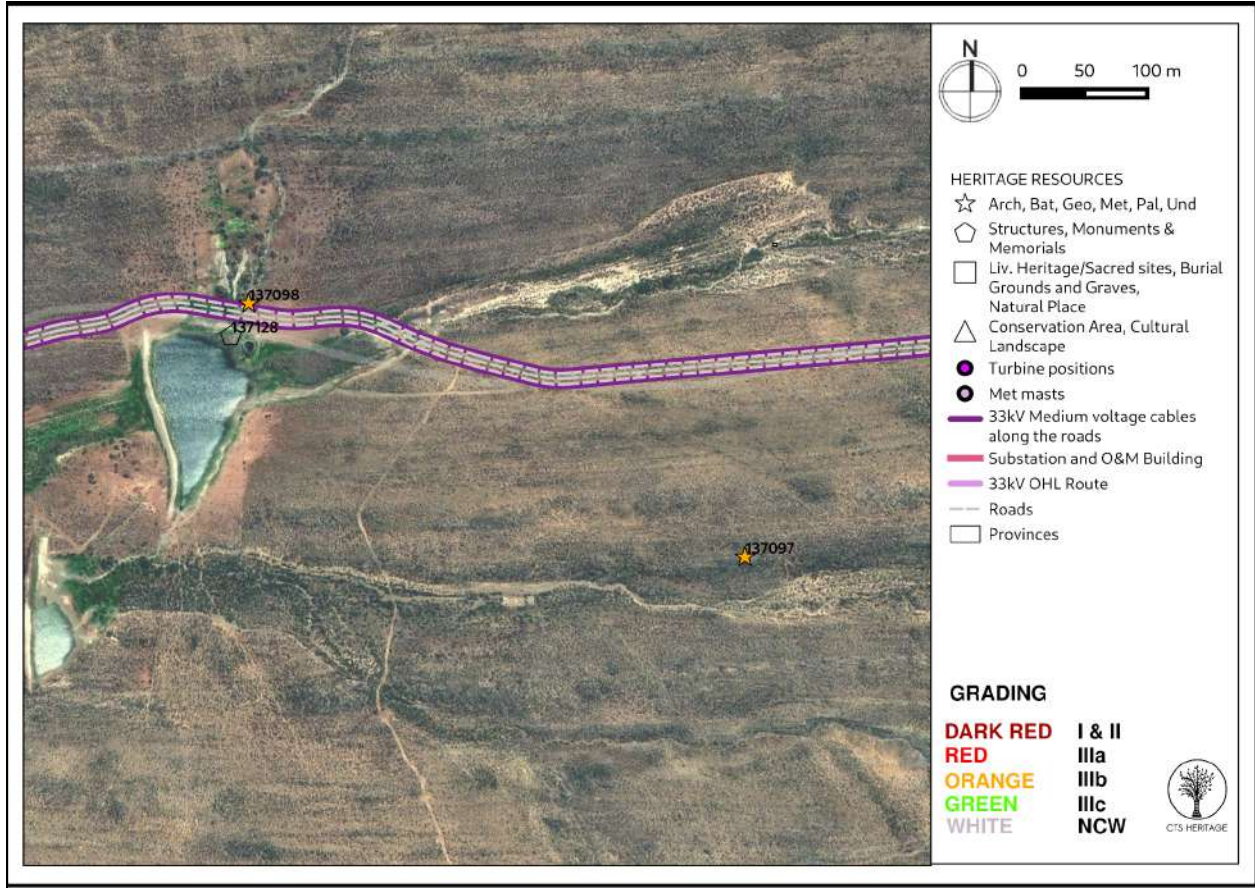 137098
137128
137097
N
0 50 100 m
HERITAGE RESOURCES
Arch, Bat, Geo, Met, Pal, Und
Structures, Monuments &
Memorials
Liv. Heritage/Sacred sites, Burial
Grounds and Graves,
Natural Place
Conservation Area, Cultural
Landscape
Turbine positions
Met masts
33kV Medium voltage cables
along the roads
Substation and O&M Building
33kV OHL Route
Roads
Provinces
GRADING
DARK RED I & II
RED IIIa
ORANGE IIIb
GREEN IIIc
WHITE NCW
CTS HERITAGE